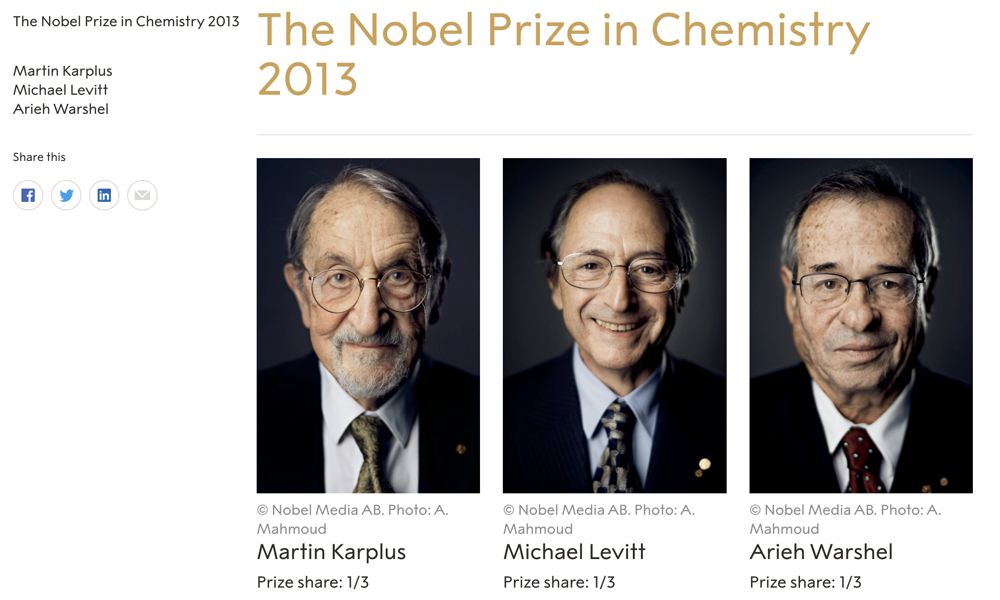 The Nobel Prize in Chemistry 2013
Martin Karplus
Michael Levitt
Arieh Warshel
Share this
The Nobel Prize in Chemistry
2013
© Nobel Media AB. Photo: A.
Mahmoud
Martin Karplus
Prize share: 1/3
© Nobel Media AB. Photo: A.
Mahmoud
Michael Levitt
Prize share: 1/3
© Nobel Media AB. Photo: A.
Mahmoud
Arieh Warshel
Prize share: 1/3